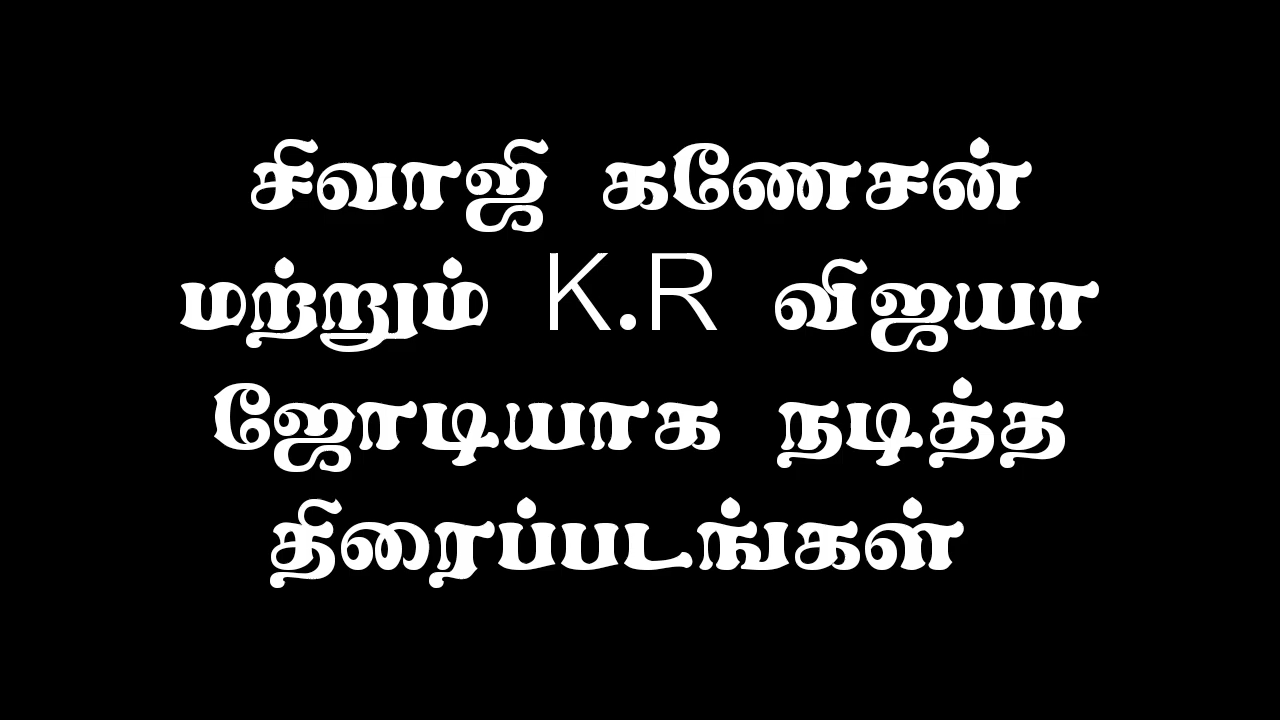 சிவாஜி கணேசன்
மற்றும் K.R விஜயா
ஜோடியாக நடித்த
திரைப்படங்கள்